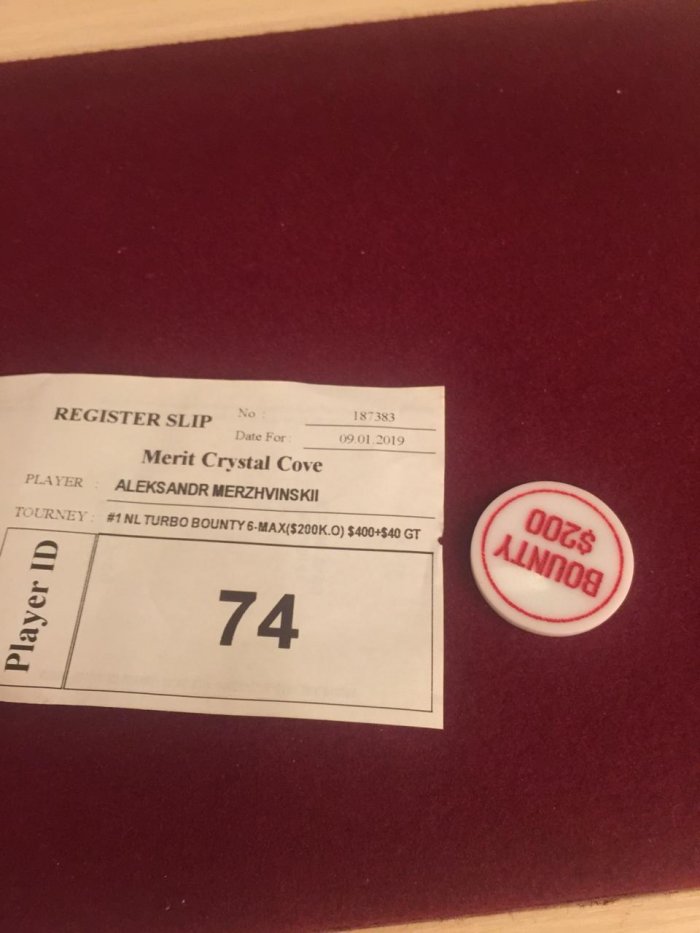 REGISTER SLIP No : 187383
Date For : 09.01.2019
Merit Crystal Cove
PLAYER : ALEKSANDR MERZHVINSKII
TOURNEY : #1 NL TURBO BOUNTY 6-MAX($200K.O) $400+$40 GT
Player ID
74
BOUNTY
$200